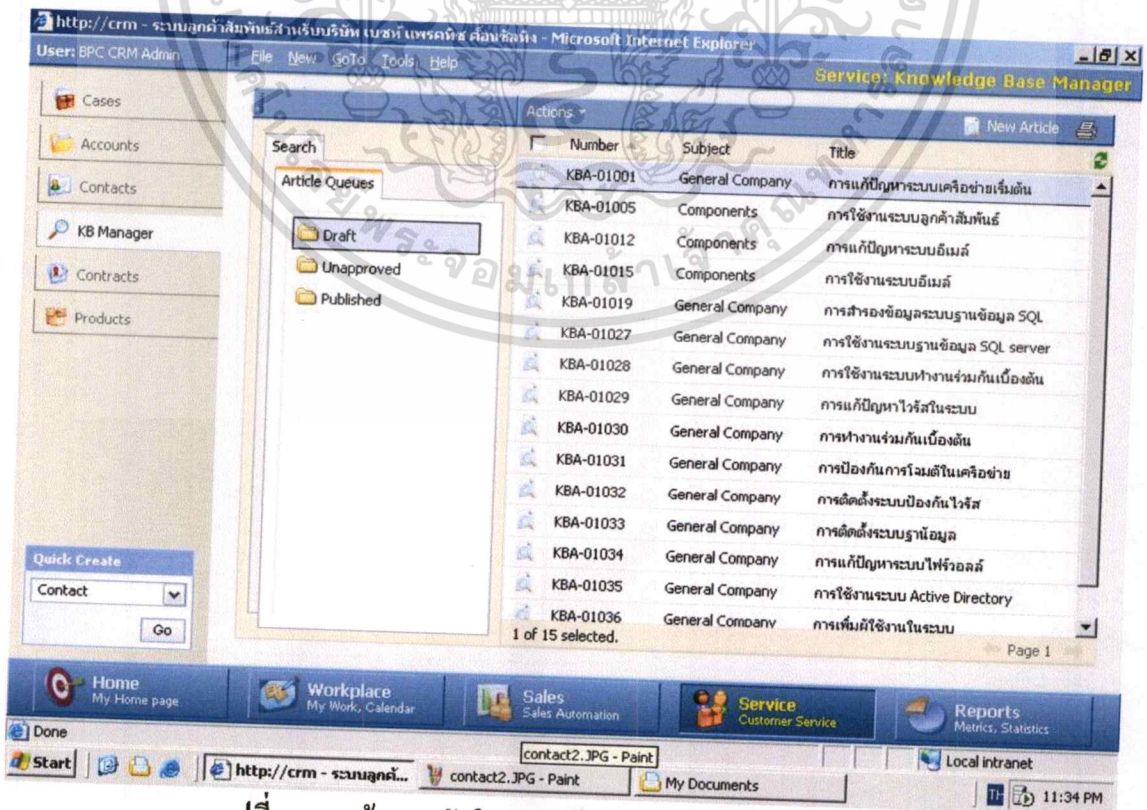 http://crm - ระบบลูกค้าสัมพันธ์สำนรับบริษัท เบซท์ แพรคทิช คอนซัลติ้ง - Microsoft Internet Explorer
User: BPC CRM Admin
File New GoTo Tools Help
Service: Knowledge Base Manager
Cases
Accounts
Contacts
KB Manager
Contracts
Products
Actions
New Article
Search
Article Queues
Draft
Unapproved
Published
Number Subject Title
KBA-01001 General Company การแก้ปัญหาระบบเครือข่ายเริ่มต้น
KBA-01005 Components การใช้งานระบบลูกค้าสัมพันธ์
KBA-01012 Components การแก้ปัญหาระบบอีเมล์
KBA-01015 Components การใช้งานระบบอีเมล์
KBA-01019 General Company การสำรองข้อมูลระบบฐานข้อมูล SQL
KBA-01027 General Company การใช้งานระบบฐานข้อมูล SQL server
KBA-01028 General Company การใช้งานระบบทำงานร่วมกันเบื้องต้น
KBA-01029 General Company การแก้ปัญหาไวรัสในระบบ
KBA-01030 General Company การทำงานร่วมกันเบื้องต้น
KBA-01031 General Company การป้องกันการโจมตีในเครือข่าย
KBA-01032 General Company การติดตั้งระบบป้องกันไวรัส
KBA-01033 General Company การติดตั้งระบบฐาน้อมูล
KBA-01034 General Company การแก้ปัญหาระบบไฟร์วอลล์
KBA-01035 General Company การใช้งานระบบ Active Directory
KBA-01036 General Company การเพิ่มผู้ใช้งานในระบบ
1 of 15 selected.
Page 1
Quick Create
Contact
Go
Home
My Home page
Workplace
My Work, Calendar
Sales
Sales Automation
Service
Customer Service
Reports
Metrics, Statistics
Done
contact2.JPG - Paint
Local intranet
Start
http://crm - ระบบลูกค้...
contact2.JPG - Paint
My Documents
TH
11:34 PM